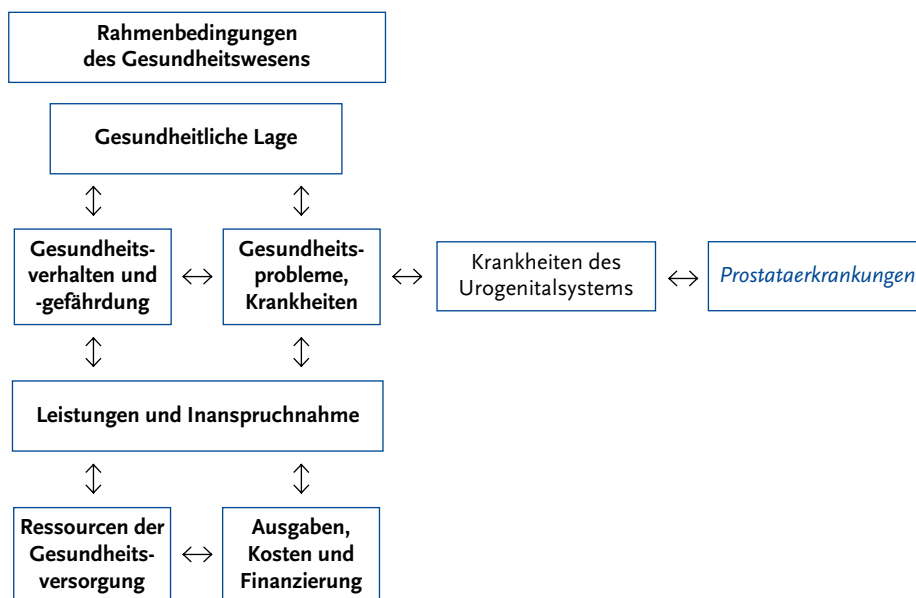 Rahmenbedingungen
des Gesundheitswesens
Gesundheitliche Lage
Gesundheits-
verhalten und
-gefährdung
Gesundheits-
probleme,
Krankheiten
Krankheiten des
Urogenitalsystems
Prostataerkrankungen
Leistungen und Inanspruchnahme
Ressourcen der
Gesundheits-
versorgung
Ausgaben,
Kosten und
Finanzierung